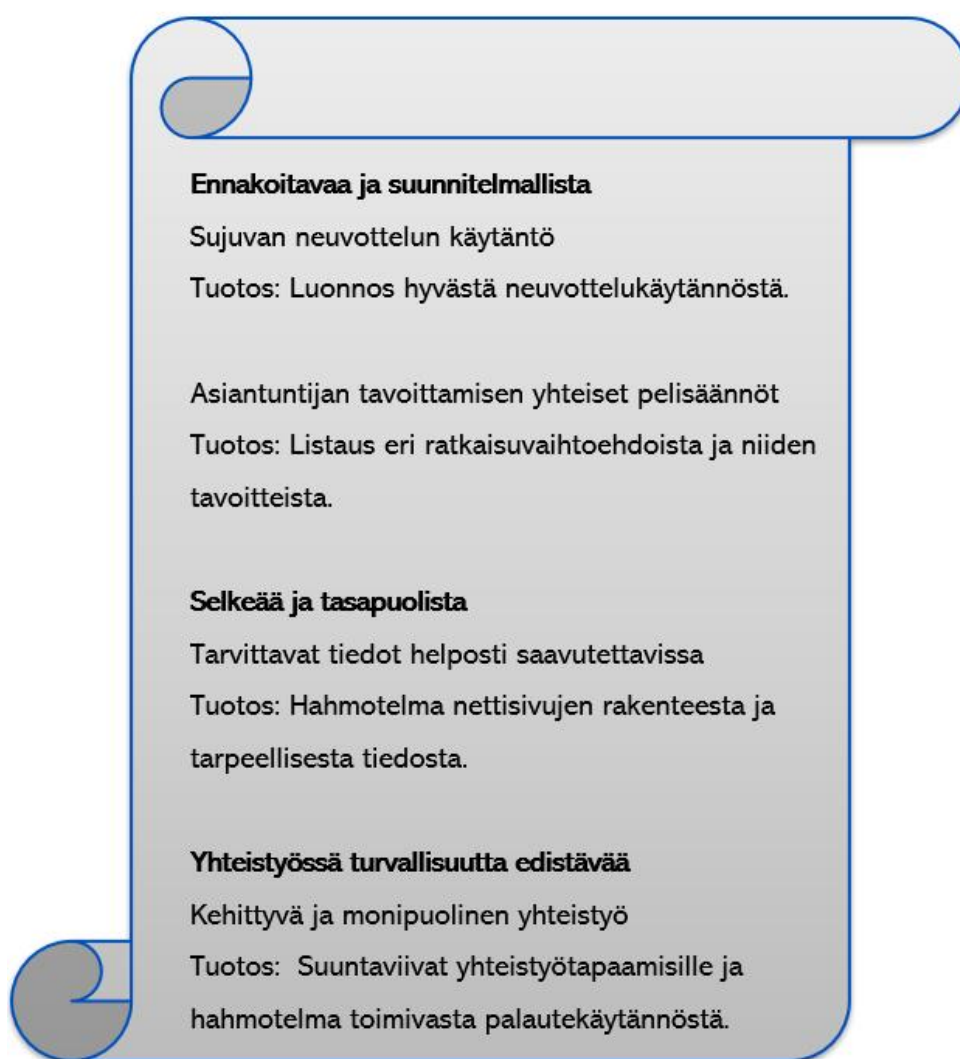 Ennakoitavaa ja suunnitelmallista
Sujuvan neuvottelun käytäntö
Tuotos: Luonnos hyvästä neuvottelukäytännöstä.
Asiantuntijan tavoittamisen yhteiset pelisäännöt
Tuotos: Listaus eri ratkaisuvaihtoehdoista ja niiden
tavoitteista.
Selkeää ja tasapuolista
Tarvittavat tiedot helposti saavutettavissa
Tuotos: Hahmotelma nettisivujen rakenteesta ja
tarpeellisesta tiedosta.
Yhteistyössä turvallisuutta edistävää
Kehittyvä ja monipuolinen yhteistyö
Tuotos:  Suuntaviivat yhteistyötapaamisille ja
hahmotelma toimivasta palautekäytännöstä.